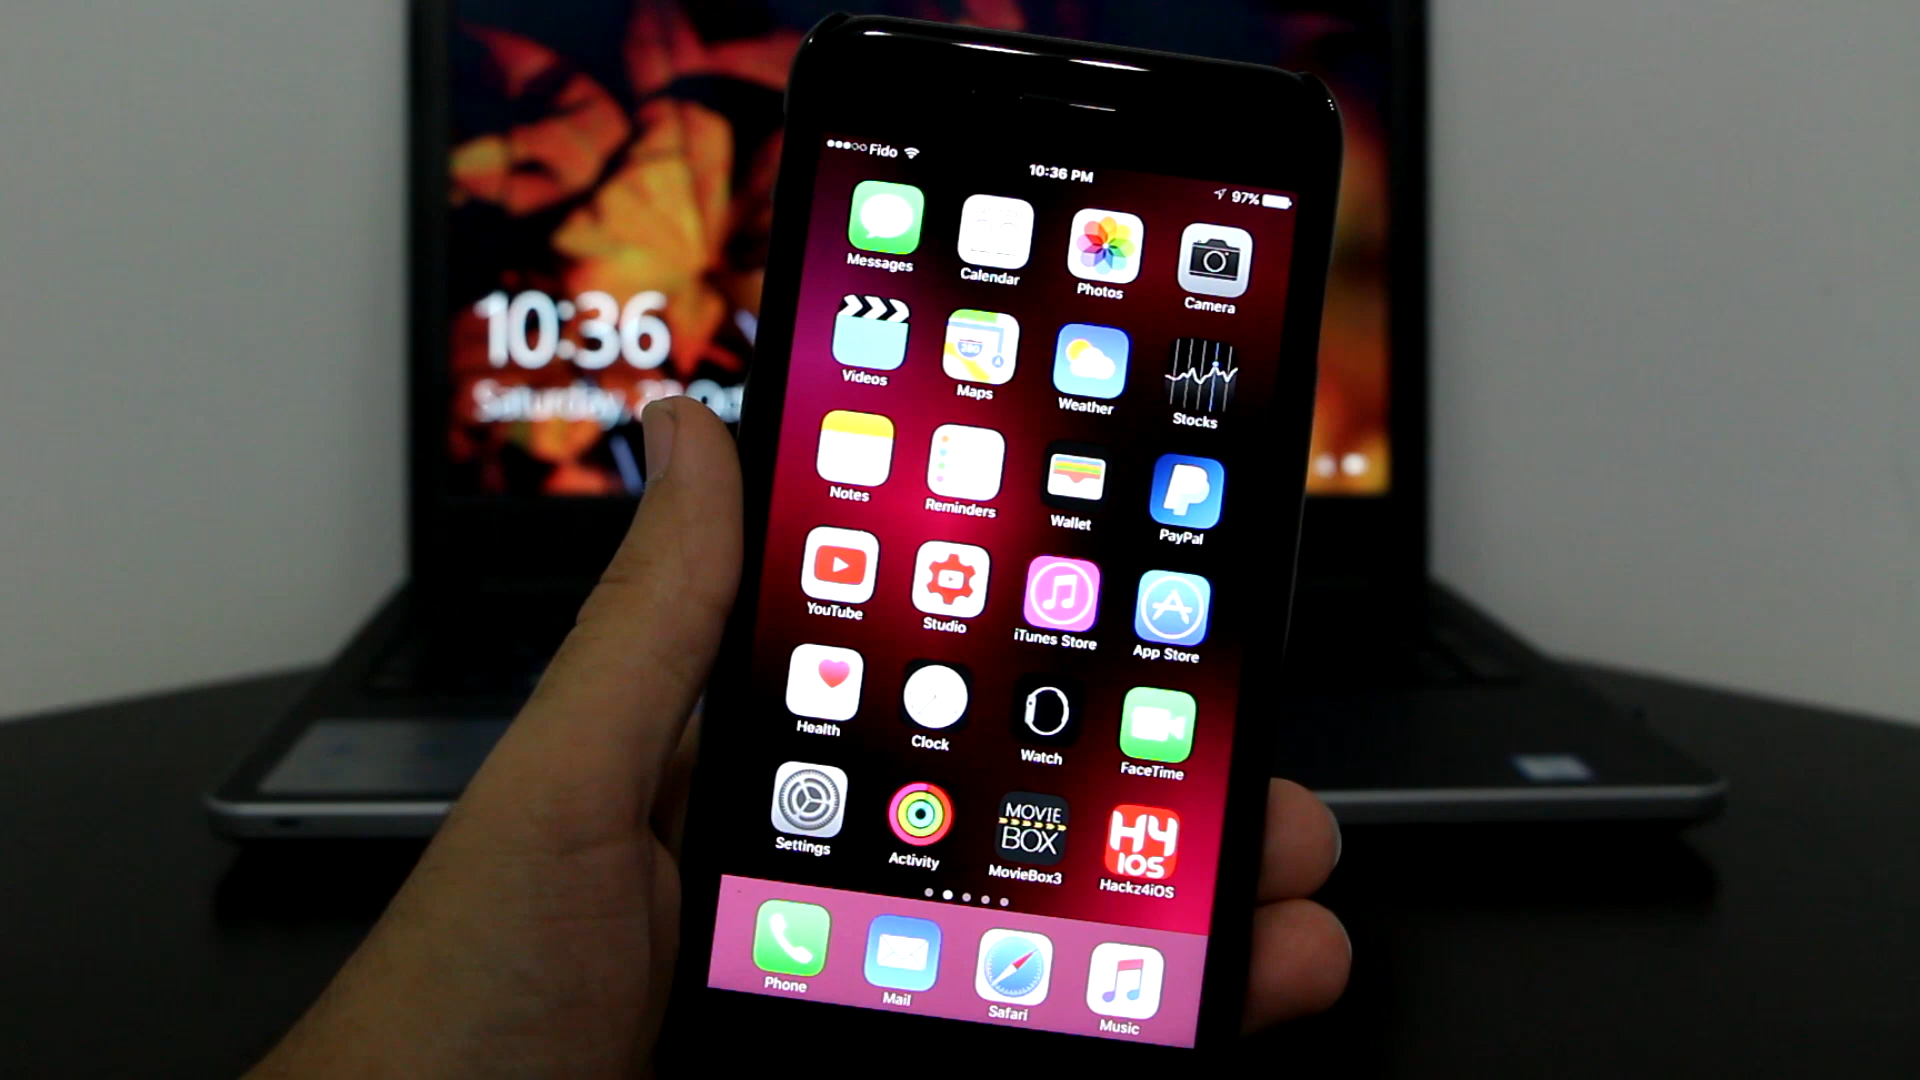 Fido
10:36 PM
97%
Messages
Calendar
Photos
Camera
Videos
Maps
Weather
Stocks
Notes
Reminders
Wallet
PayPal
YouTube
Studio
iTunes Store
App Store
Health
Clock
Watch
FaceTime
MOVIE
BOX
H4
iOS
Settings
Activity
MovieBox3
Hackz4iOS
Phone
Mail
Safari
Music
10:36
Saturday,